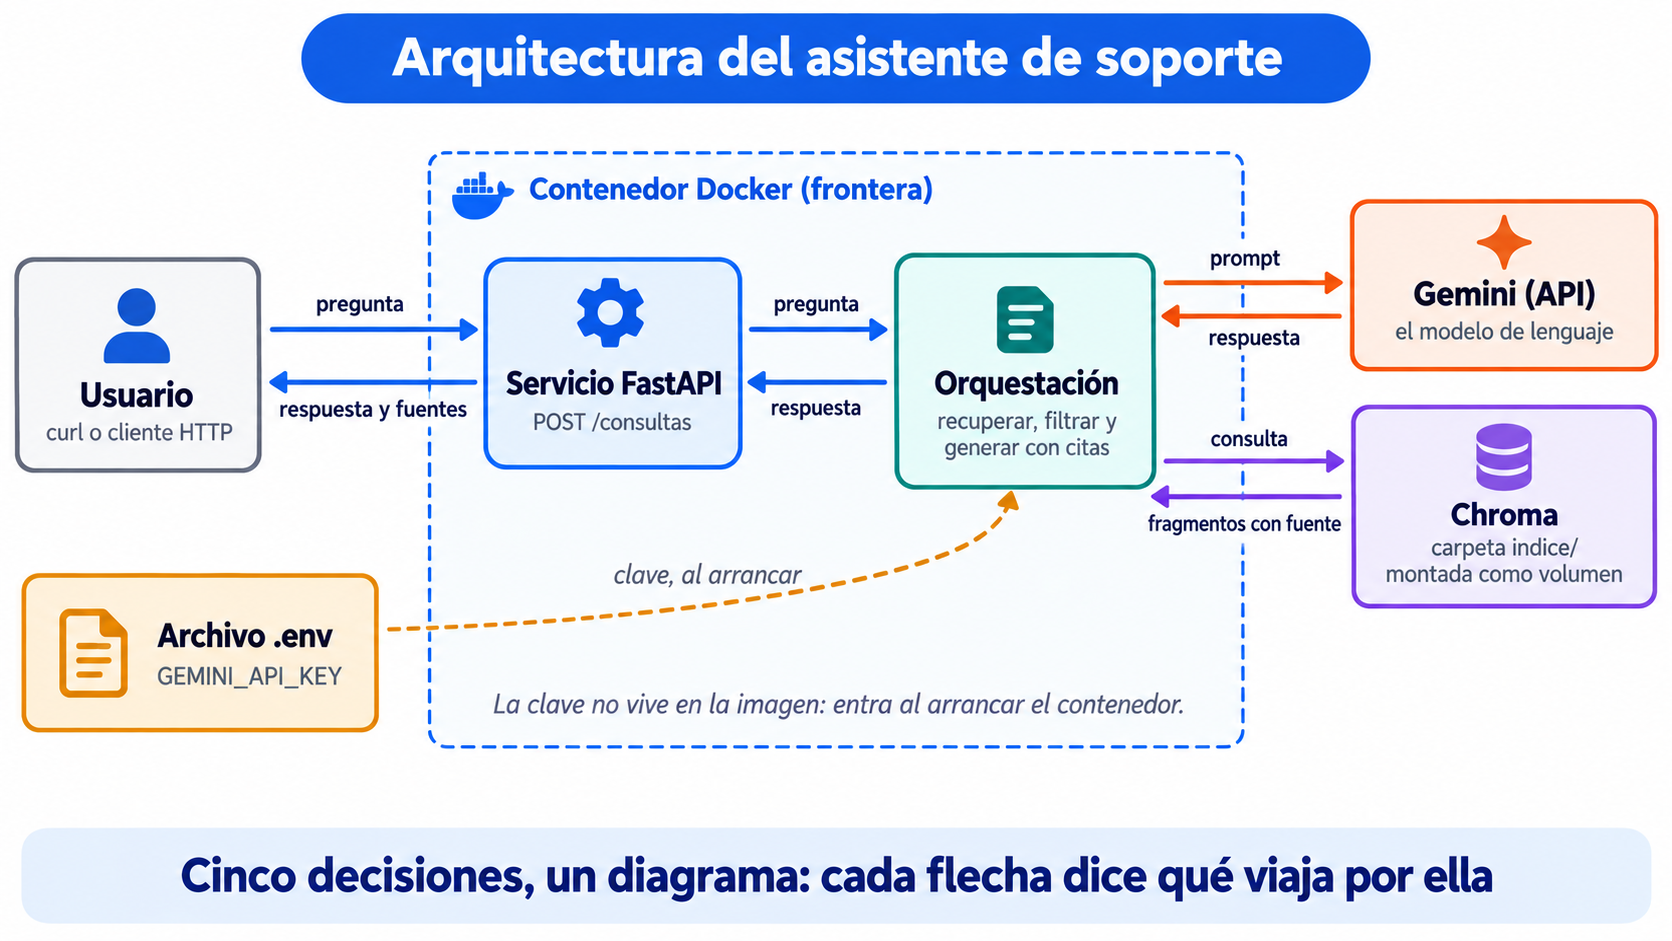 Arquitectura del asistente de soporte
Contenedor Docker (frontera)
Usuario
curl o cliente HTTP
pregunta
respuesta y fuentes
Servicio FastAPI
POST /consultas
pregunta
respuesta
Orquestación
recuperar, filtrar y
generar con citas
prompt
respuesta
Gemini (API)
el modelo de lenguaje
consulta
fragmentos con fuente
Chroma
carpeta indice/
montada como volumen
Archivo .env
GEMINI_API_KEY
clave, al arrancar
La clave no vive en la imagen: entra al arrancar el contenedor.
Cinco decisiones, un diagrama: cada flecha dice qué viaja por ella